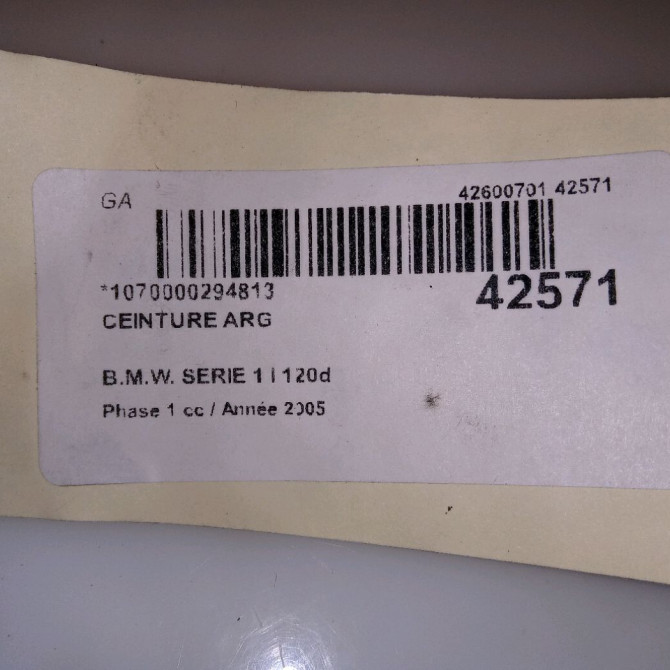 GA
42600701 42571
*1070000294813
42571
CEINTURE ARG
B.M.W. SERIE 1 I 120d
Phase 1 cc / Année 2005